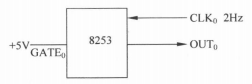 CLK₀ 2Hz
8253
+5V
GATE₀
OUT₀